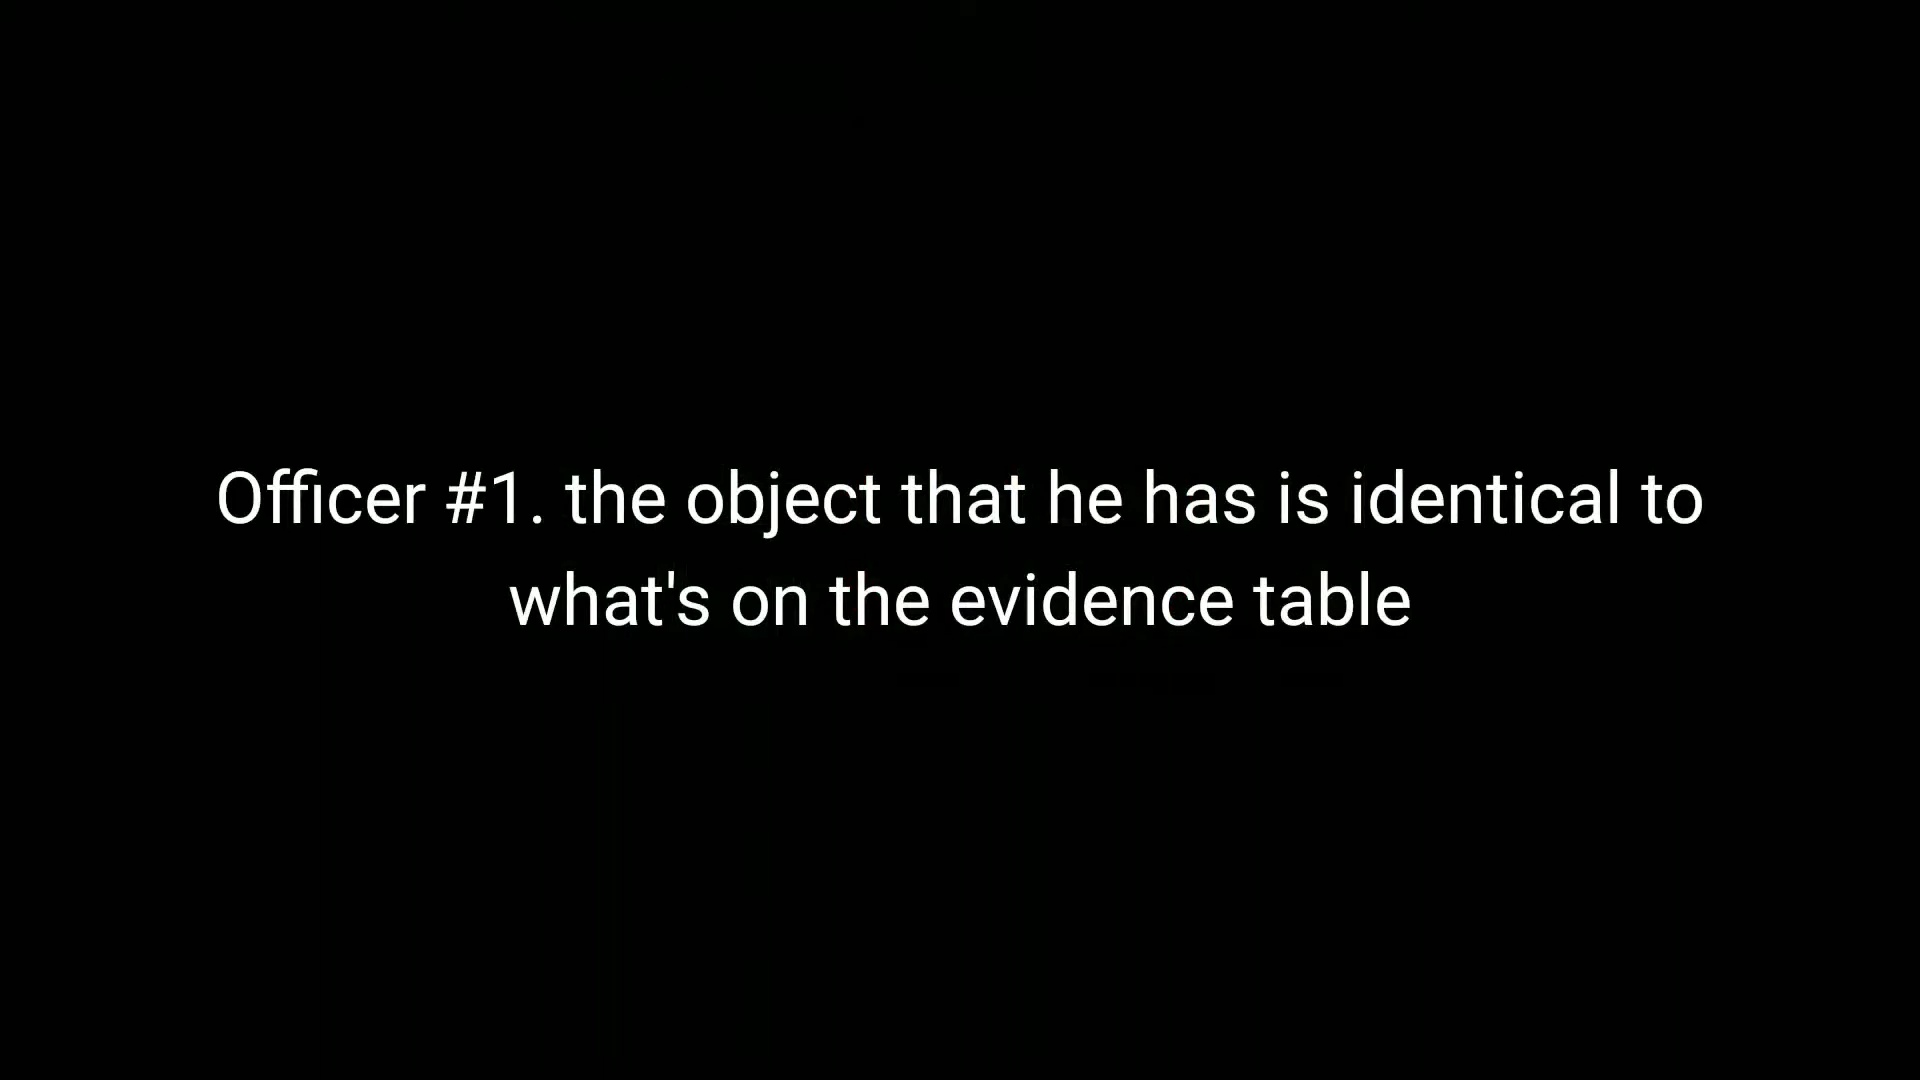 Officer #1. the object that he has is identical to
what's on the evidence table